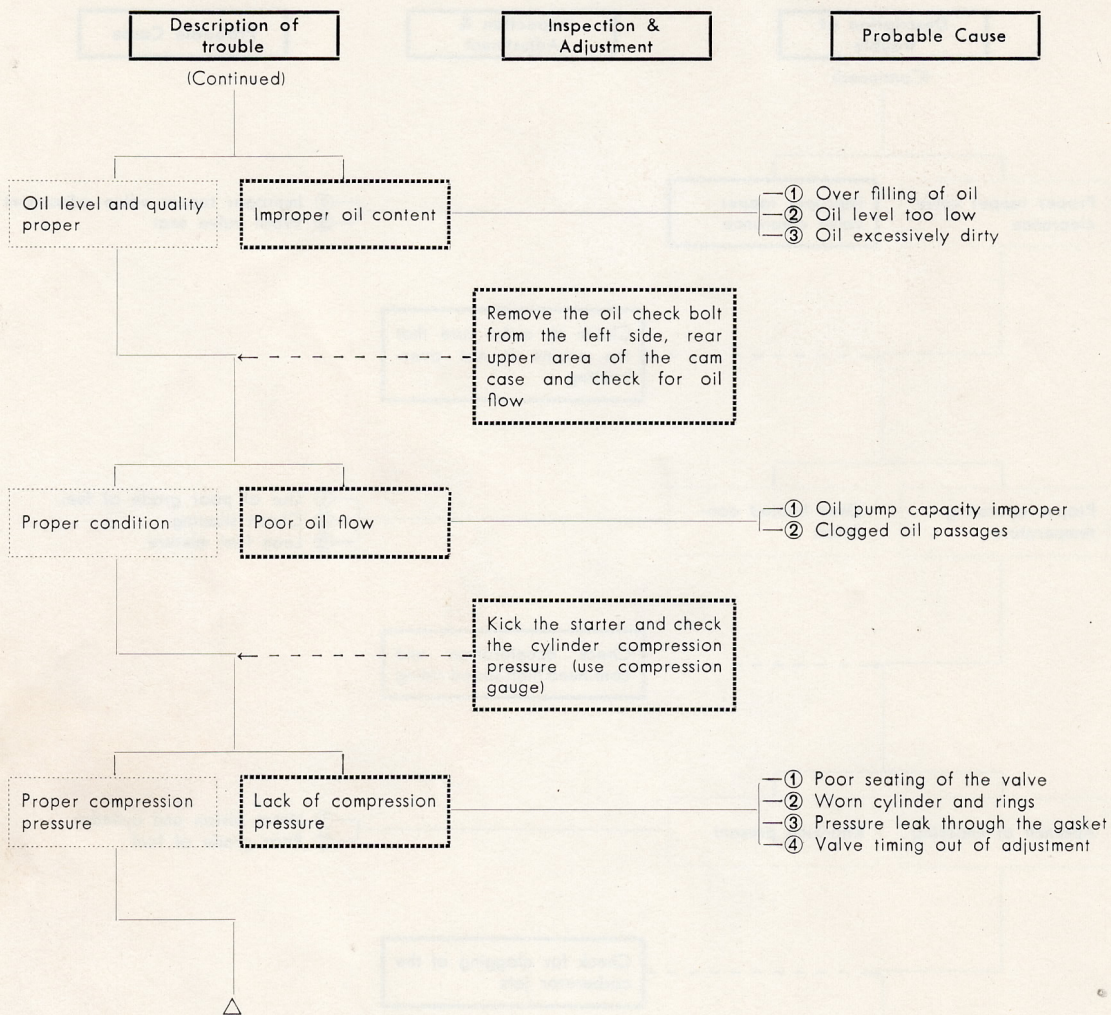 Description of
trouble
Inspection &
Adjustment
Probable Cause
(Continued)
Oil level and quality
proper
Improper oil content
① Over filling of oil
② Oil level too low
③ Oil excessively dirty
Remove the oil check bolt
from the left side, rear
upper area of the cam
case and check for oil
flow
Proper condition
Poor oil flow
① Oil pump capacity improper
② Clogged oil passages
Kick the starter and check
the cylinder compression
pressure (use compression
gauge)
Proper compression
pressure
Lack of compression
pressure
① Poor seating of the valve
② Worn cylinder and rings
③ Pressure leak through the gasket
④ Valve timing out of adjustment